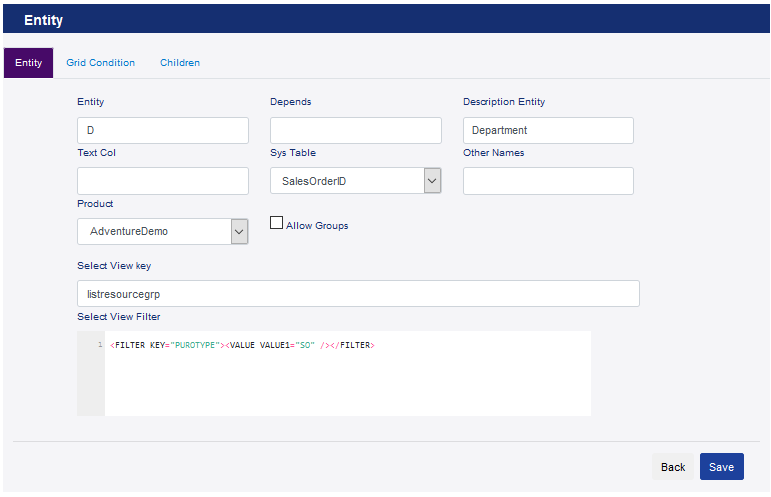 Entity
Entity Grid Condition Children
Entity Depends Description Entity
D Department
Text Col Sys Table Other Names
SalesOrderID
Product
AdventureDemo Allow Groups
Select View key
listresourcegrp
Select View Filter
1 <FILTER KEY="PUROTYPE"><VALUE VALUE1="SO" /></FILTER>
Back Save